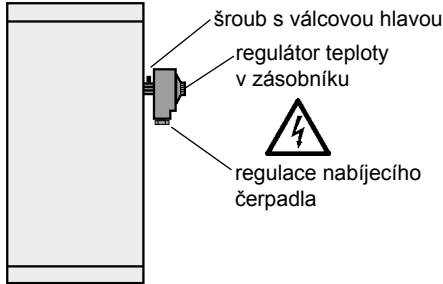 šroub s válcovou hlavou
regulátor teploty
v zásobníku
regulace nabíjecího
čerpadla